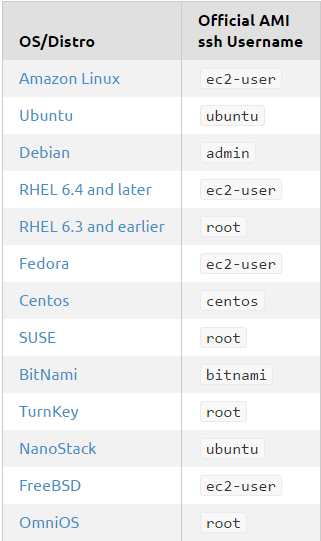 OS/Distro Official AMI
ssh Username
Amazon Linux ec2-user
Ubuntu ubuntu
Debian admin
RHEL 6.4 and later ec2-user
RHEL 6.3 and earlier root
Fedora ec2-user
Centos centos
SUSE root
BitNami bitnami
TurnKey root
NanoStack ubuntu
FreeBSD ec2-user
OmniOS root